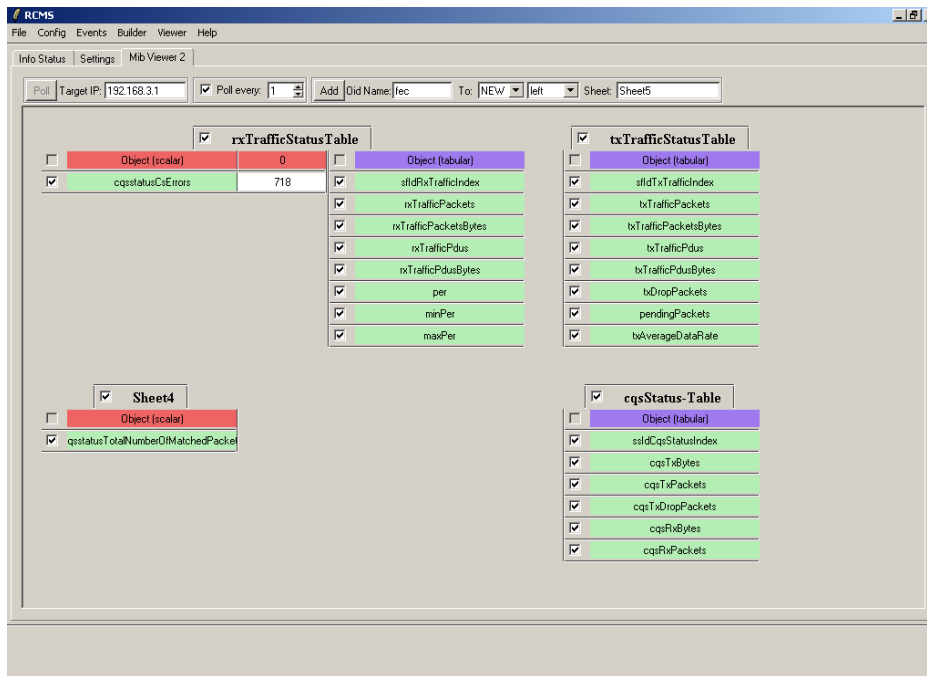 RCMS
File Config Events Builder Viewer Help
Info Status Settings Mib Viewer 2
Poll Target IP: 192.168.3.1 Poll every: 1 Add Oid Name: fec To: NEW left Sheet: Sheet5
rxTrafficStatusTable
Object (scalar) 0
cqsstatusCsErrors 718
Object (tabular)
sfIdRxTrafficIndex
rxTrafficPackets
rxTrafficPacketsBytes
rxTrafficPdus
rxTrafficPdusBytes
per
minPer
maxPer
txTrafficStatusTable
Object (tabular)
sfIdTxTrafficIndex
txTrafficPackets
txTrafficPacketsBytes
txTrafficPdus
txTrafficPdusBytes
txDropPackets
pendingPackets
txAverageDataRate
Sheet4
Object (scalar)
qsstatusTotalNumberOfMatchedPacket
cqsStatus-Table
Object (tabular)
ssIdCqsStatusIndex
cqsTxBytes
cqsTxPackets
cqsTxDropPackets
cqsRxBytes
cqsRxPackets